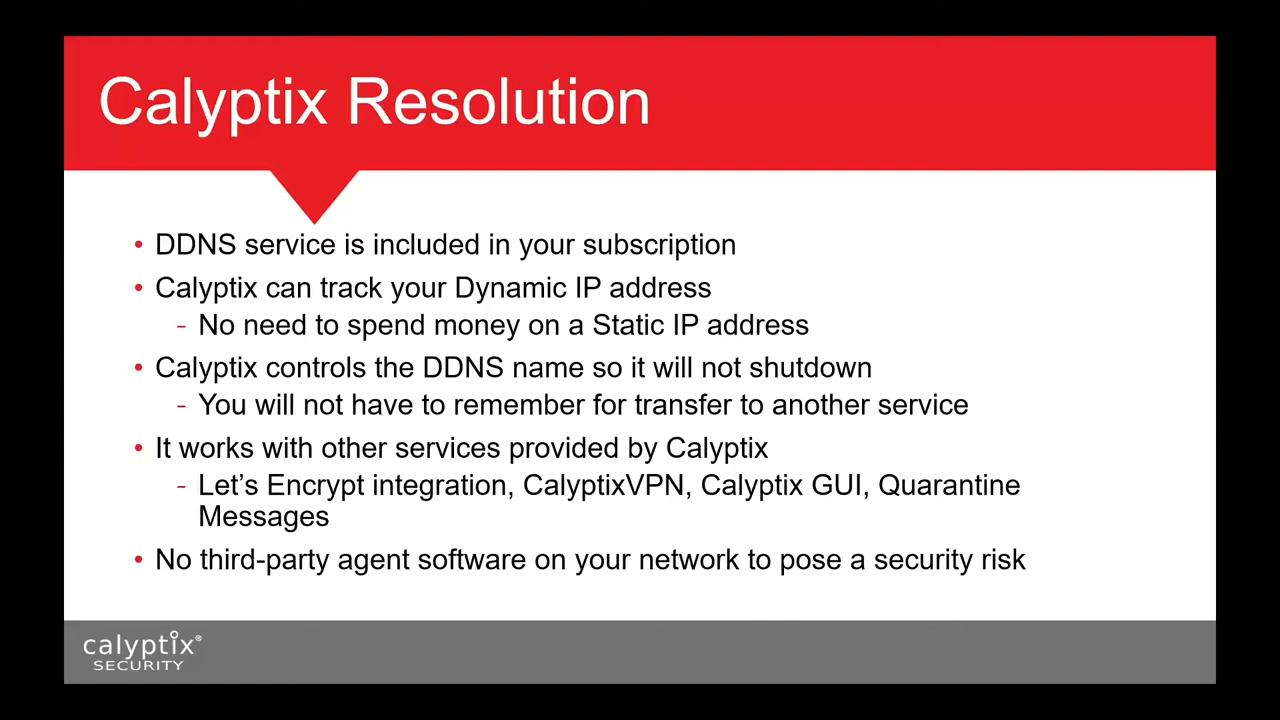 Calyptix Resolution
• DDNS service is included in your subscription
• Calyptix can track your Dynamic IP address
- No need to spend money on a Static IP address
• Calyptix controls the DDNS name so it will not shutdown
- You will not have to remember for transfer to another service
• It works with other services provided by Calyptix
- Let’s Encrypt integration, CalyptixVPN, Calyptix GUI, Quarantine
Messages
• No third-party agent software on your network to pose a security risk
calyptix®
SECURITY